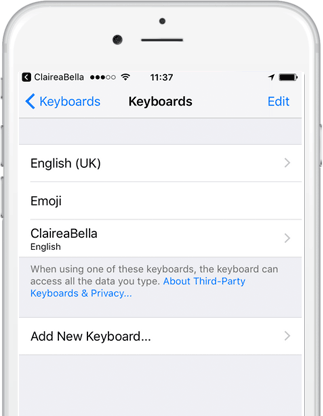 ClaireaBella 11:37
Keyboards Keyboards Edit
English (UK)
Emoji
ClaireaBella
English
When using one of these keyboards, the keyboard can
access all the data you type. About Third-Party
Keyboards & Privacy...
Add New Keyboard...